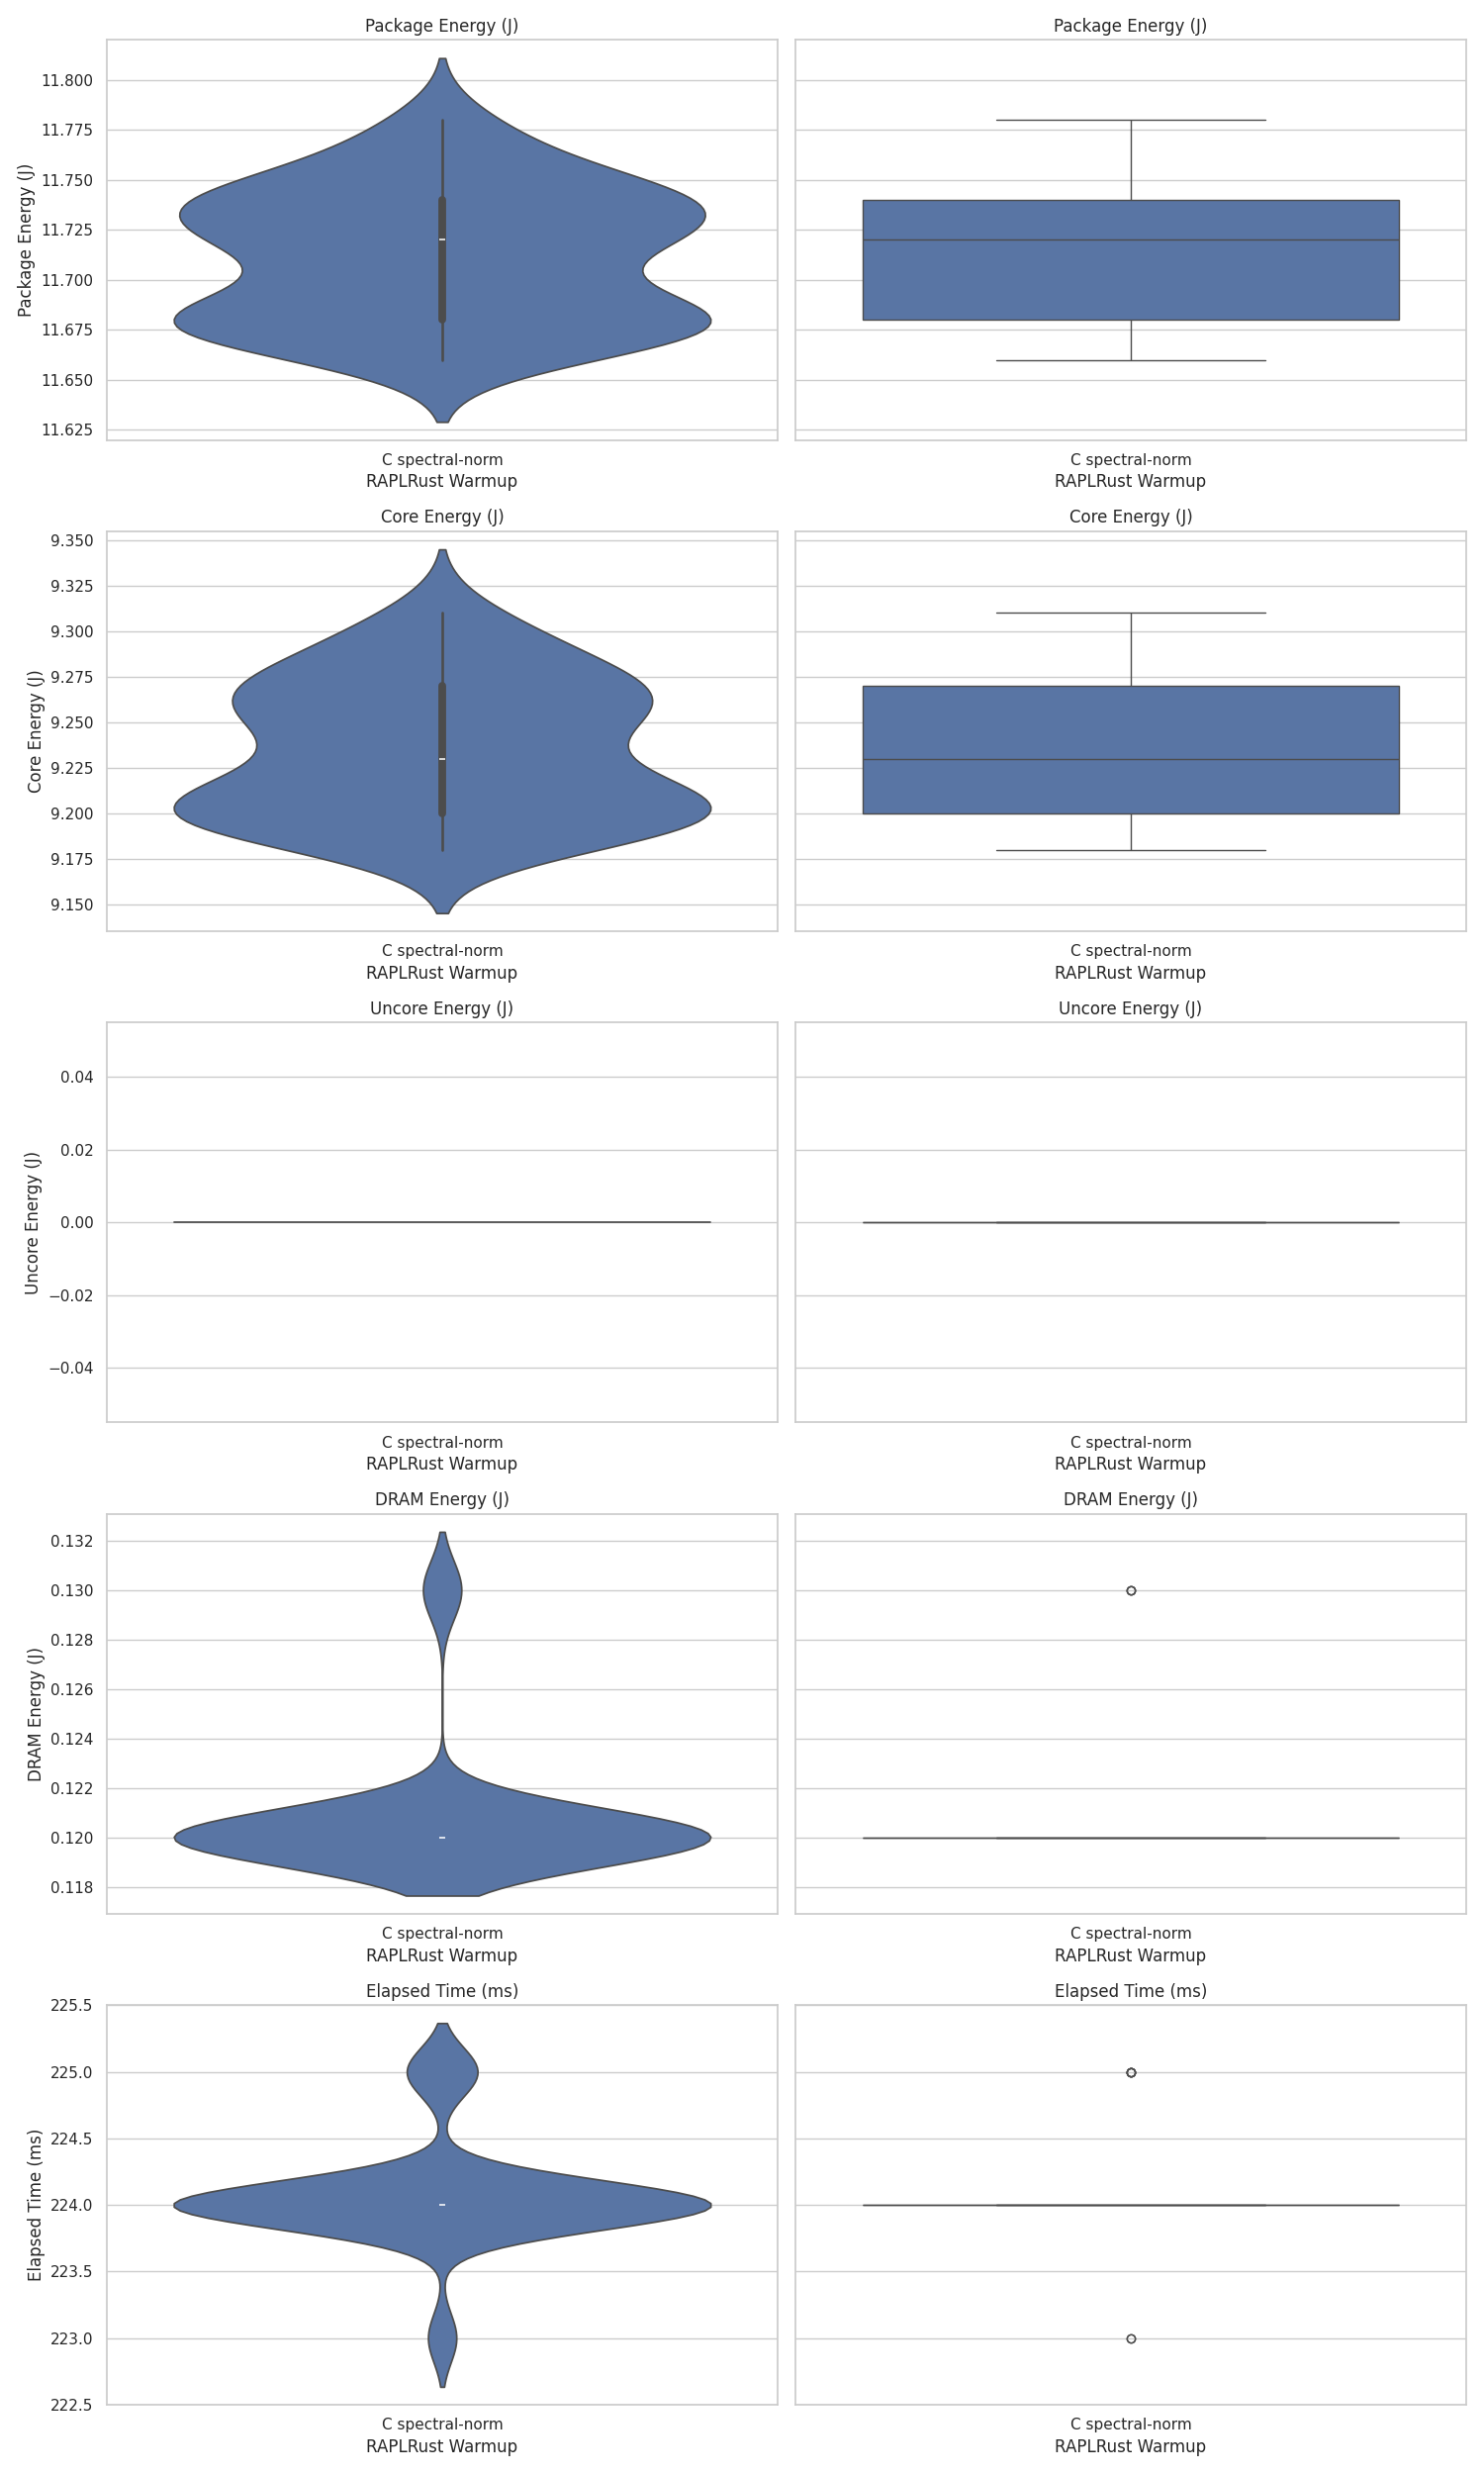 Package Energy (J)
Package Energy (J)
Package Energy (J)
11.800
11.775
11.750
11.725
11.700
11.675
11.650
11.625
C spectral-norm
RAPLRust Warmup
C spectral-norm
RAPLRust Warmup
Core Energy (J)
Core Energy (J)
Core Energy (J)
9.350
9.325
9.300
9.275
9.250
9.225
9.200
9.175
9.150
C spectral-norm
RAPLRust Warmup
C spectral-norm
RAPLRust Warmup
Uncore Energy (J)
Uncore Energy (J)
Uncore Energy (J)
0.04
0.02
0.00
−0.02
−0.04
C spectral-norm
RAPLRust Warmup
C spectral-norm
RAPLRust Warmup
DRAM Energy (J)
DRAM Energy (J)
DRAM Energy (J)
0.132
0.130
0.128
0.126
0.124
0.122
0.120
0.118
C spectral-norm
RAPLRust Warmup
C spectral-norm
RAPLRust Warmup
Elapsed Time (ms)
Elapsed Time (ms)
Elapsed Time (ms)
225.5
225.0
224.5
224.0
223.5
223.0
222.5
C spectral-norm
RAPLRust Warmup
C spectral-norm
RAPLRust Warmup